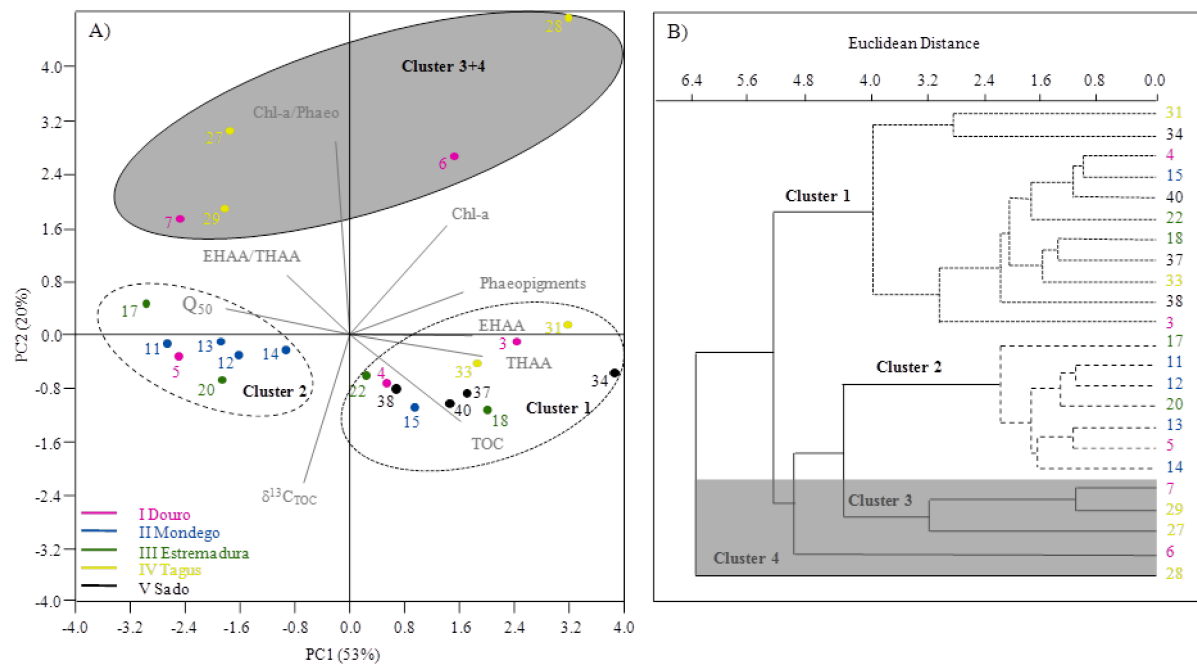 A)
28
4.0
Cluster 3+4
Chl-a/Phaeo
3.2
27
6
2.4
7
29
1.6
Chl-a
EHAA/THAA
0.8
Phaeopigments
Q50
17
31
0.0
EHAA
3
11
13
12
14
5
THAA
33
34
-0.8
20
Cluster 2
22
4
38
37
40
Cluster 1
15
18
-1.6
TOC
δ13CTOC
-2.4
I Douro
II Mondego
-3.2
III Estremadura
IV Tagus
V Sado
-4.0
-4.0 -3.2 -2.4 -1.6 -0.8 0.0 0.8 1.6 2.4 3.2 4.0
PC1 (53%)
PC2 (20%)
B)
Euclidean Distance
6.4 5.6 4.8 4.0 3.2 2.4 1.6 0.8 0.0
31
34
4
15
Cluster 1
40
22
18
37
33
38
3
17
Cluster 2
11
12
20
13
5
14
7
Cluster 3
29
27
Cluster 4
6
28